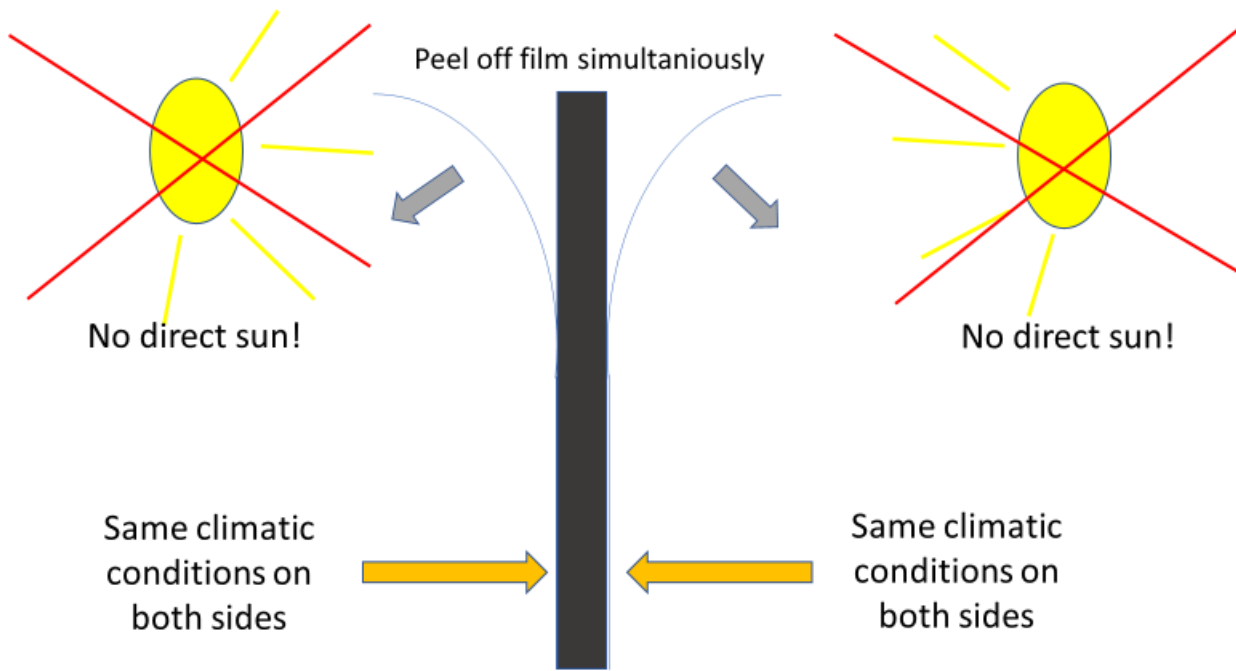 Peel off film simultaniously
No direct sun!
No direct sun!
Same climatic
conditions on
both sides
Same climatic
conditions on
both sides